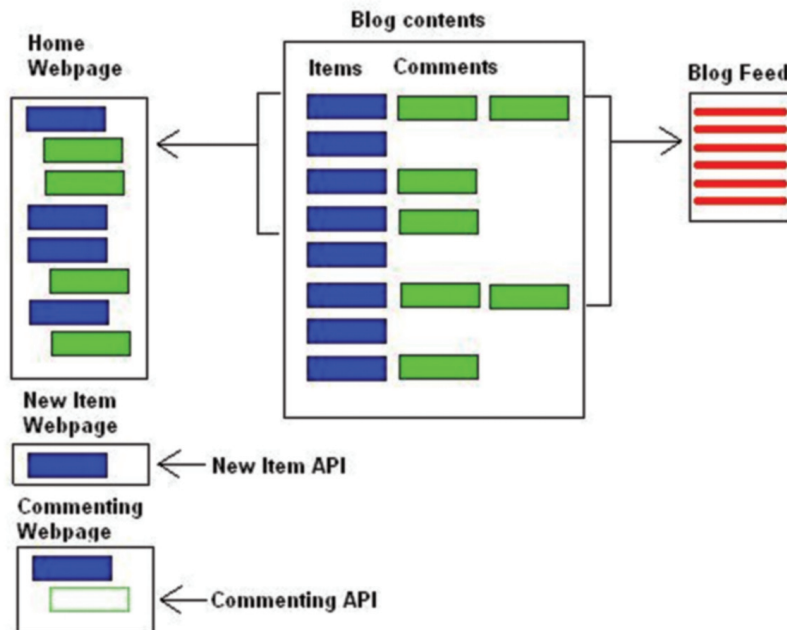 Blog contents
Home
Webpage
Items
Comments
Blog Feed
New Item
Webpage
New Item API
Commenting
Webpage
Commenting API